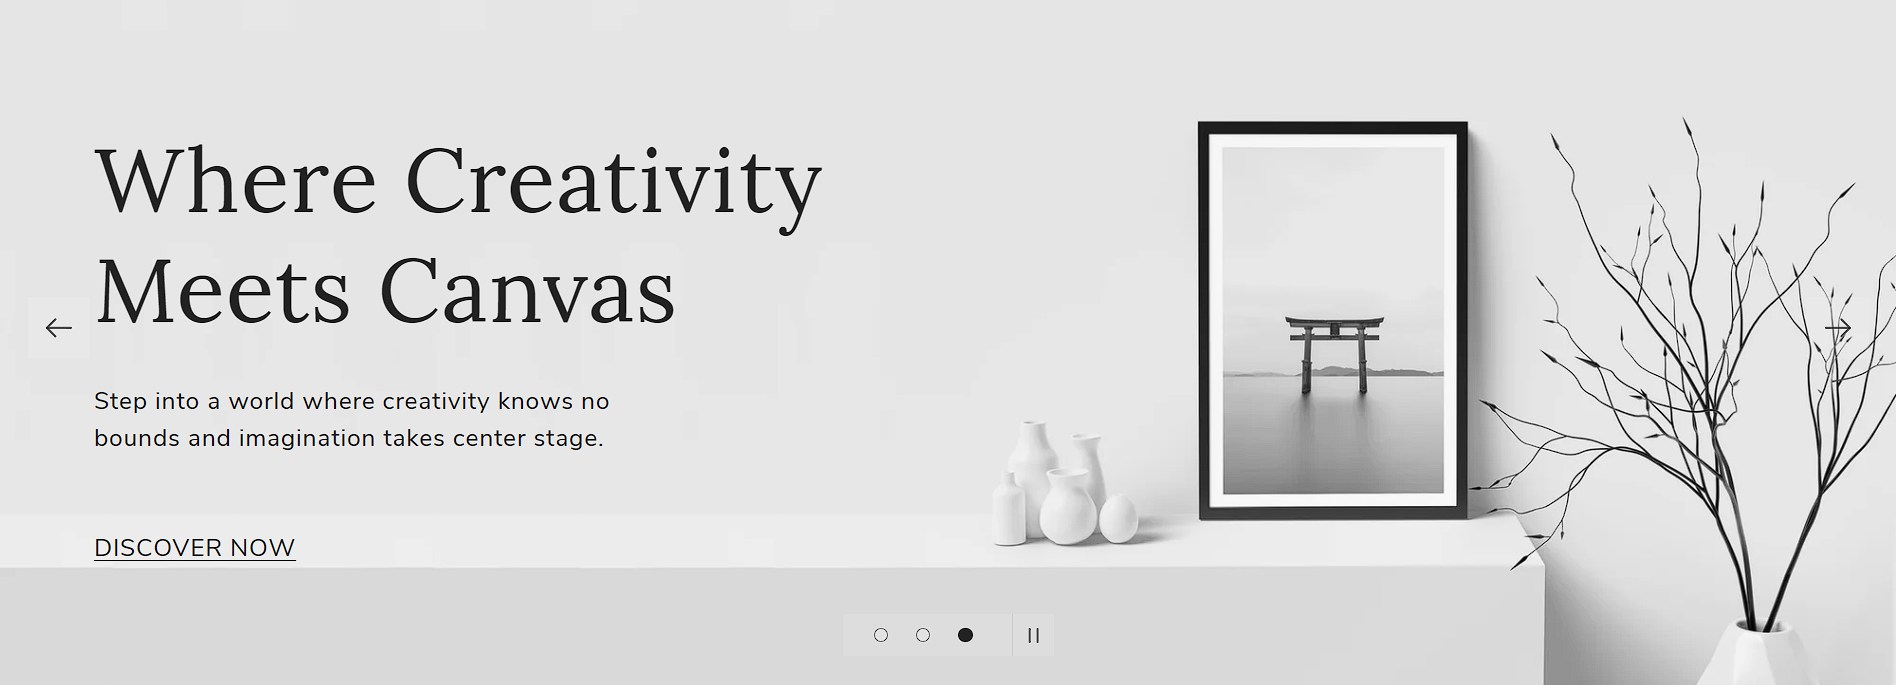 Where Creativity
Meets Canvas
Step into a world where creativity knows no
bounds and imagination takes center stage.
DISCOVER NOW